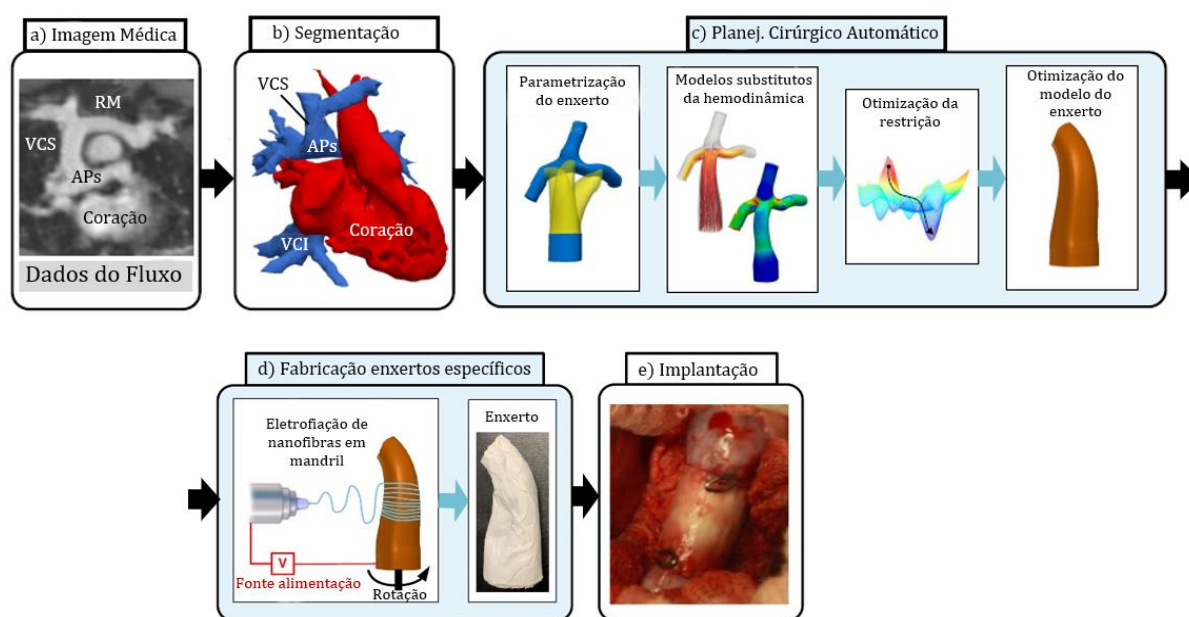 a) Imagem Médica
RM
VCS
APs
Coração
Dados do Fluxo
b) Segmentação
VCS
APs
Coração
VCI
c) Planej. Cirúrgico Automático
Parametrização
do enxerto
Modelos substitutos
da hemodinâmica
Otimização da
restrição
Otimização do
modelo do
enxerto
d) Fabricação enxertos específicos
Eletrofiação de
nanofibras em
mandril
V
Fonte alimentação
Rotação
Enxerto
e) Implantação